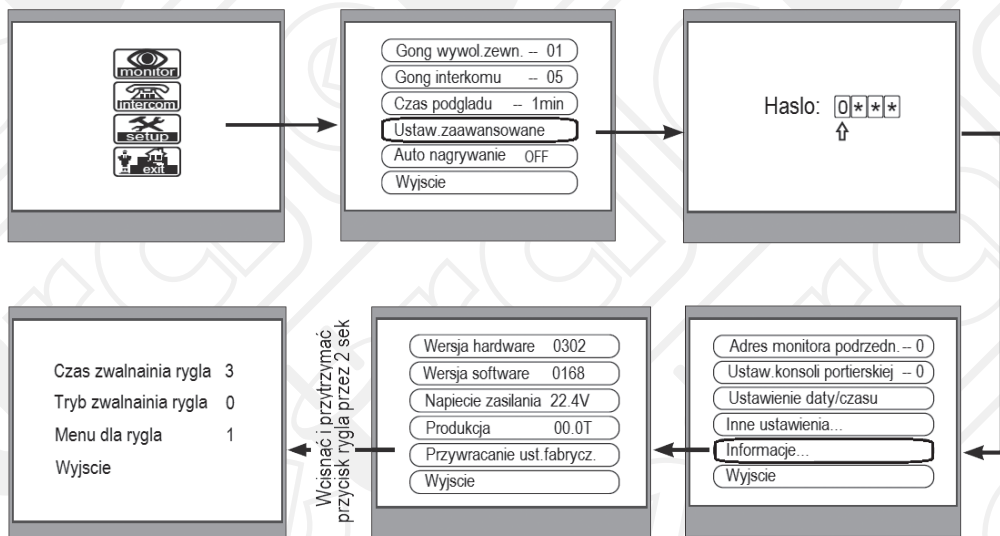 monitor
intercom
setup
exit
Gong wywol.zewn. -- 01
Gong interkomu -- 05
Czas podgladu -- 1min
Ustaw.zaawansowane
Auto nagrywanie OFF
Wyjscie
Haslo: 0***
Adres monitora podrzedn.-- 0
Ustaw.konsoli portierskiej -- 0
Ustawienie daty/czasu
Inne ustawienia...
Informacje...
Wyjscie
Wersja hardware 0302
Wersja software 0168
Napiecie zasilania 22.4V
Produkcja 00.0T
Przywracanie ust.fabrycz.
Wyjscie
Wcisnać i przytrzymać
przycisk rygla przez 2 sek
Czas zwalnainia rygla 3
Tryb zwalnainia rygla 0
Menu dla rygla 1
Wyjscie